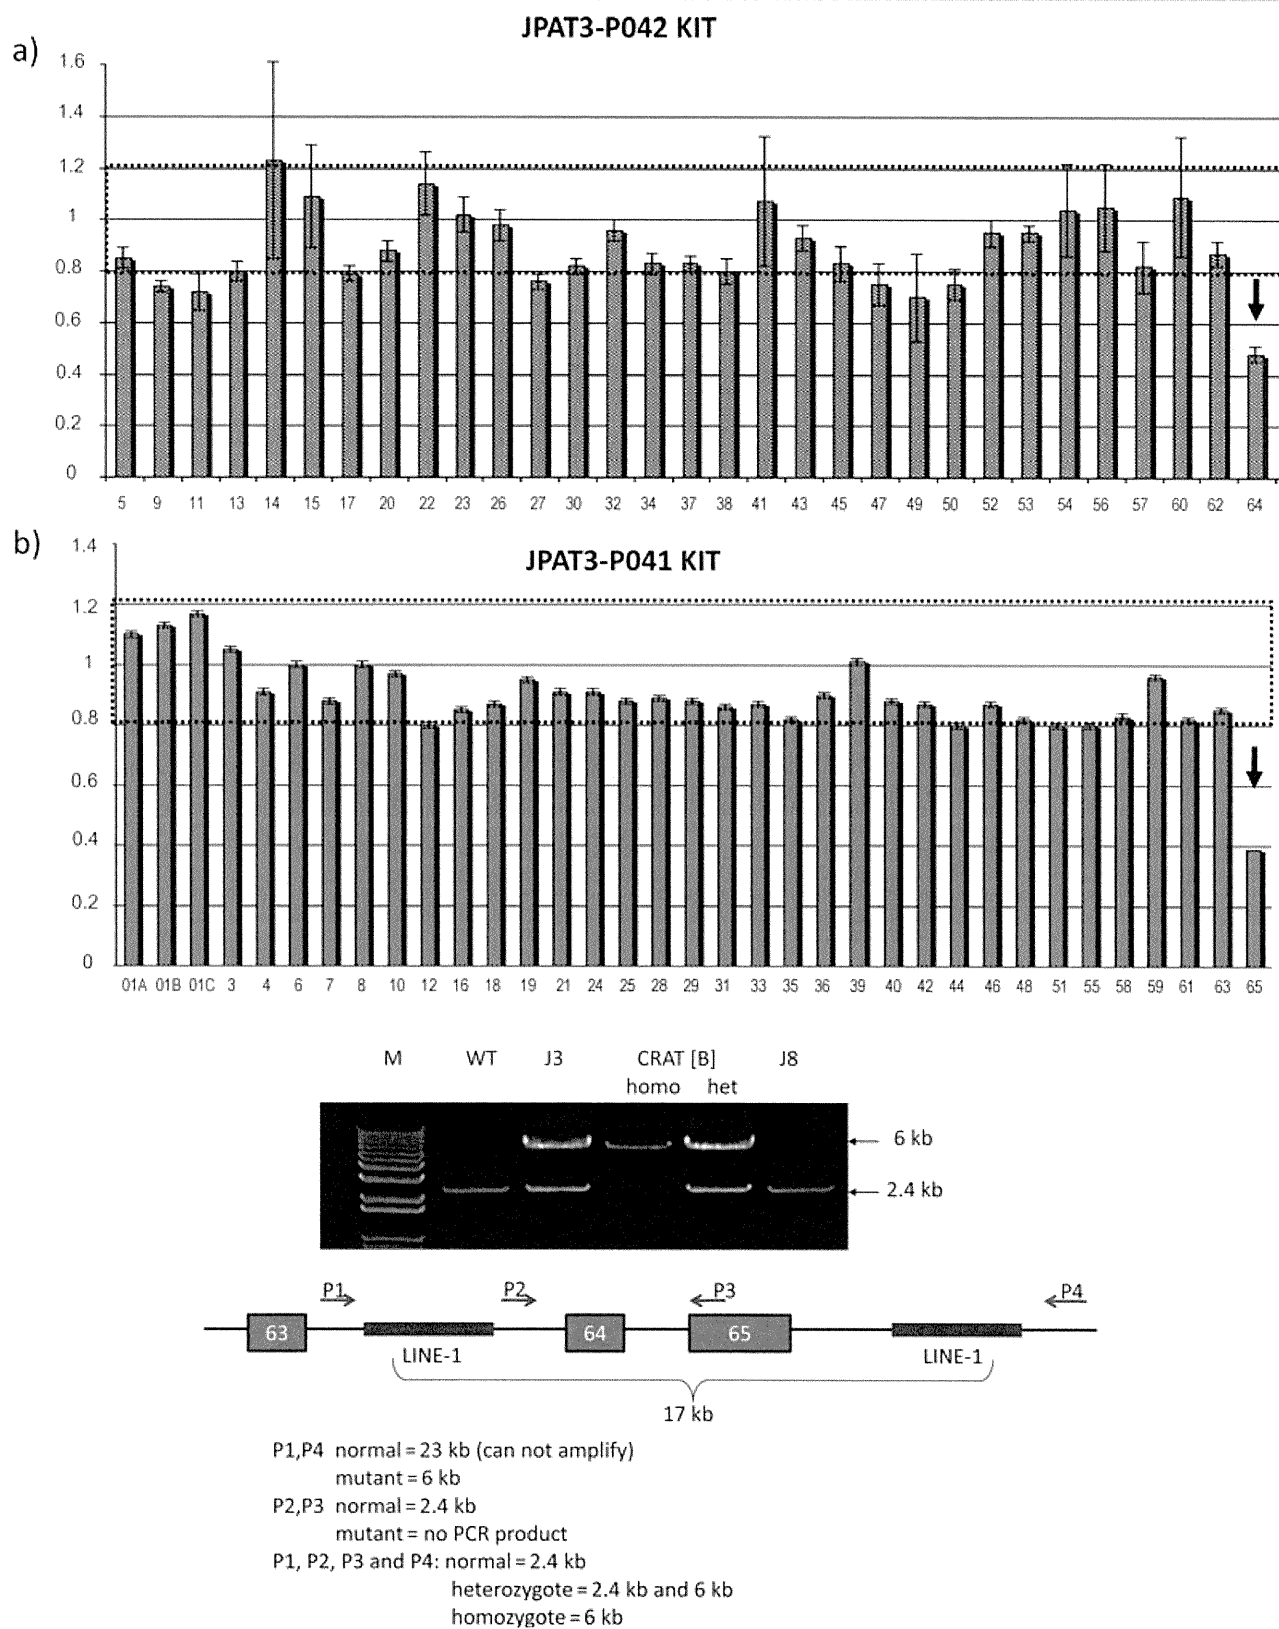 JPAT3-P042 KIT
a)
1.6
1.4
1.2
1
0.8
0.6
0.4
0.2
0
5 9 11 13 14 15 17 20 22 23 26 27 30 32 34 37 38 41 43 45 47 49 50 52 53 54 56 57 60 62 64
b)
JPAT3-P041 KIT
1.4
1.2
1
0.8
0.6
0.4
0.2
0
01A 01B 01C 3 4 6 7 8 10 12 16 18 19 21 24 25 28 29 31 33 35 36 39 40 42 44 46 48 51 55 58 59 61 63 65
M WT J3 CRAT [B] J8
homo het
6 kb
2.4 kb
P1 P2 P3 P4
63 64 65
LINE-1 LINE-1
17 kb
P1,P4 normal = 23 kb (can not amplify)
mutant = 6 kb
P2,P3 normal = 2.4 kb
mutant = no PCR product
P1, P2, P3 and P4: normal = 2.4 kb
heterozygote = 2.4 kb and 6 kb
homozygote = 6 kb